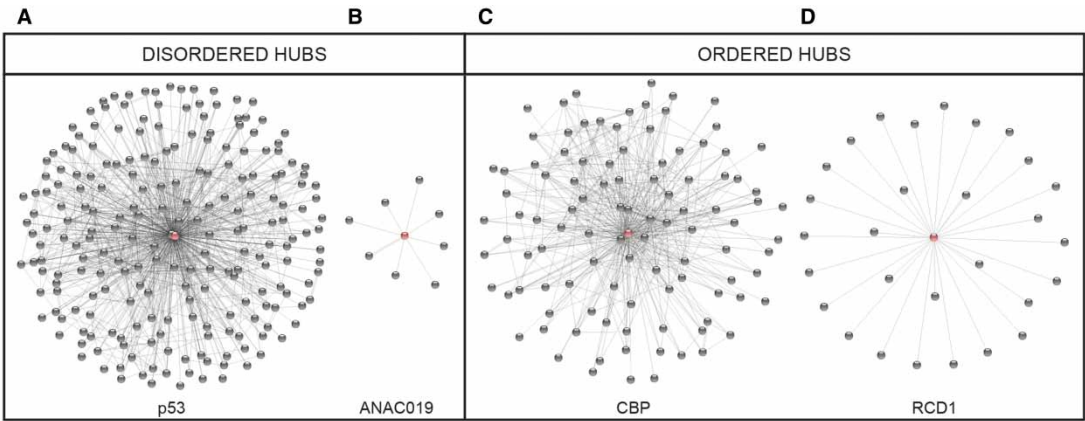 A B C D
DISORDERED HUBS ORDERED HUBS
p53 ANAC019 CBP RCD1